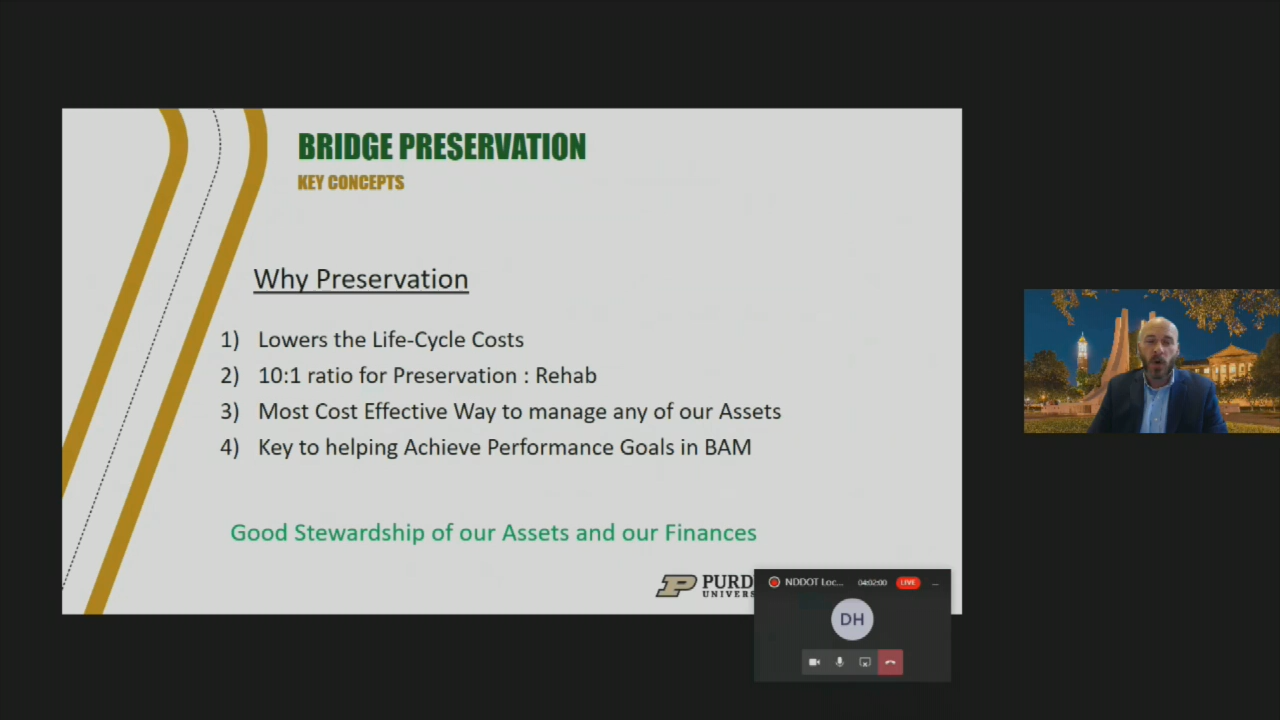 BRIDGE PRESERVATION
KEY CONCEPTS
Why Preservation
1) Lowers the Life-Cycle Costs
2) 10:1 ratio for Preservation : Rehab
3) Most Cost Effective Way to manage any of our Assets
4) Key to helping Achieve Performance Goals in BAM
Good Stewardship of our Assets and our Finances
P PURD
UNIVERS
NDDOT Loc... 04:02:00 LIVE
DH